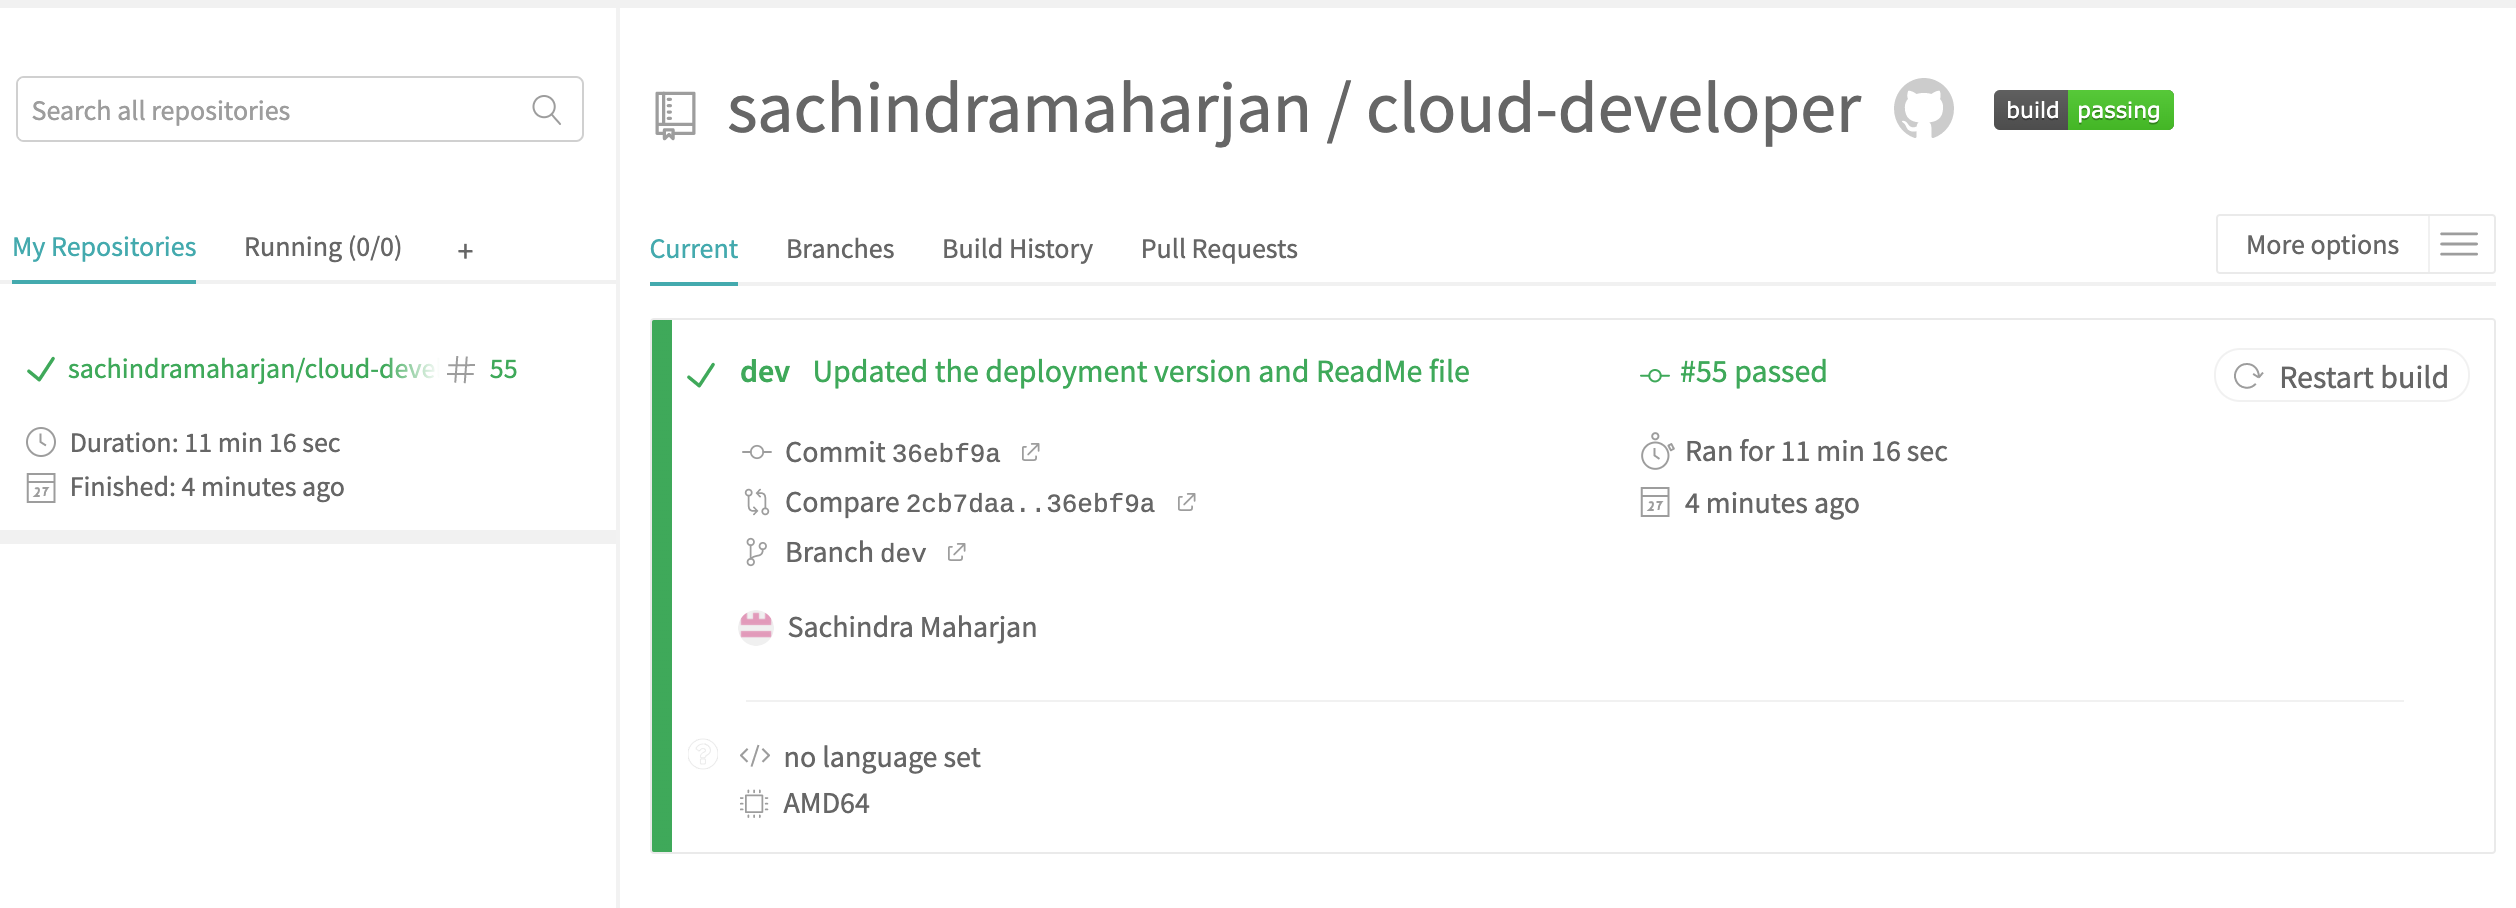 Search all repositories
My Repositories
Running (0/0)
+
sachindramaharjan/cloud-deve
# 55
Duration: 11 min 16 sec
27
Finished: 4 minutes ago
sachindramaharjan / cloud-developer
build passing
Current
Branches
Build History
Pull Requests
More options
dev Updated the deployment version and ReadMe file
#55 passed
Restart build
Commit 36ebf9a
Ran for 11 min 16 sec
Compare 2cb7daa..36ebf9a
27
4 minutes ago
Branch dev
Sachindra Maharjan
?
</> no language set
AMD64